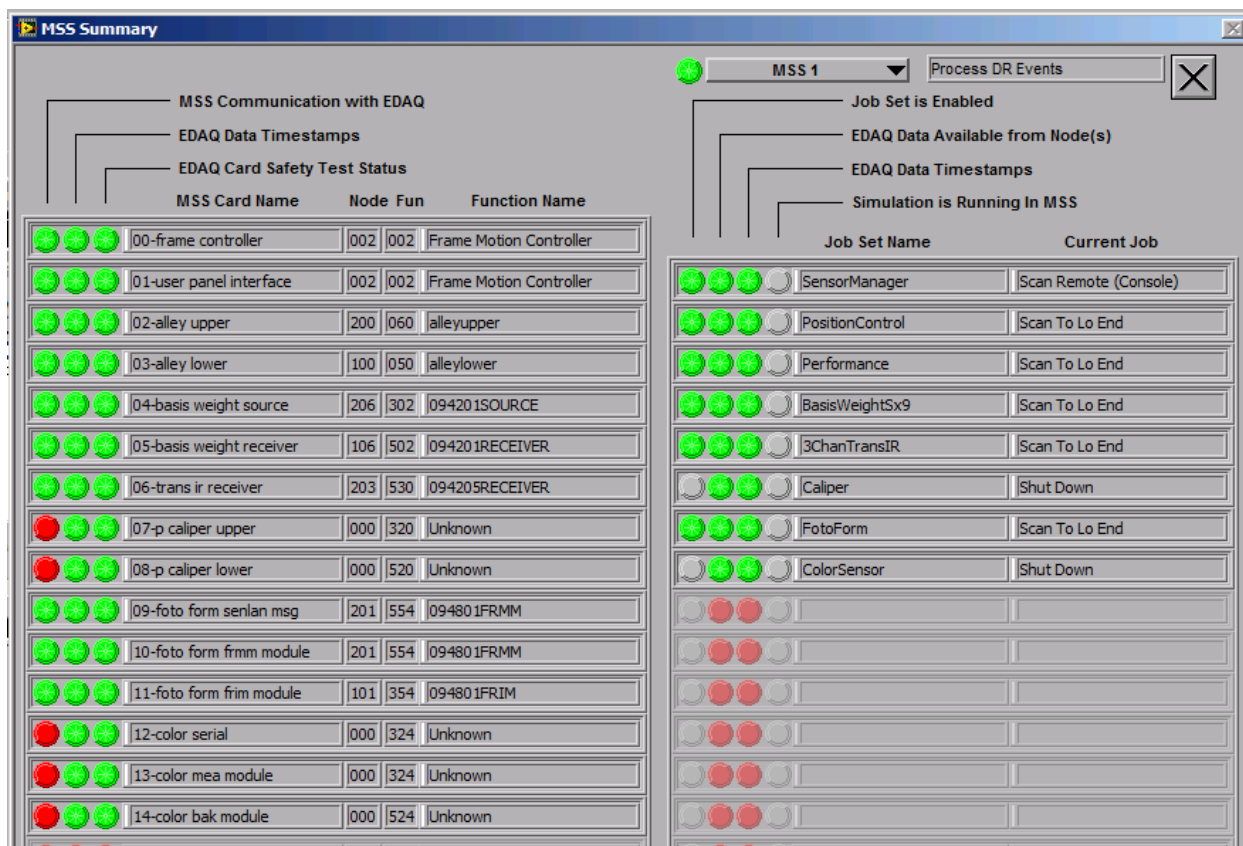 MSS Summary
MSS 1 Process DR Events
MSS Communication with EDAQ
EDAQ Data Timestamps
EDAQ Card Safety Test Status
MSS Card Name Node Fun Function Name
00-frame controller 002 002 Frame Motion Controller
01-user panel interface 002 002 Frame Motion Controller
02-alley upper 200 060 alleyupper
03-alley lower 100 050 alleylower
04-basis weight source 206 302 094201SOURCE
05-basis weight receiver 106 502 094201RECEIVER
06-trans ir receiver 203 530 094205RECEIVER
07-p caliper upper 000 320 Unknown
08-p caliper lower 000 520 Unknown
09-foto form senlan msg 201 554 094801FRMM
10-foto form frmm module 201 554 094801FRMM
11-foto form frim module 101 354 094801FRIM
12-color serial 000 324 Unknown
13-color mea module 000 324 Unknown
14-color bak module 000 524 Unknown
Job Set is Enabled
EDAQ Data Available from Node(s)
EDAQ Data Timestamps
Simulation is Running In MSS
Job Set Name Current Job
SensorManager Scan Remote (Console)
PositionControl Scan To Lo End
Performance Scan To Lo End
BasisWeightSx9 Scan To Lo End
3ChanTransIR Scan To Lo End
Caliper Shut Down
FotoForm Scan To Lo End
ColorSensor Shut Down